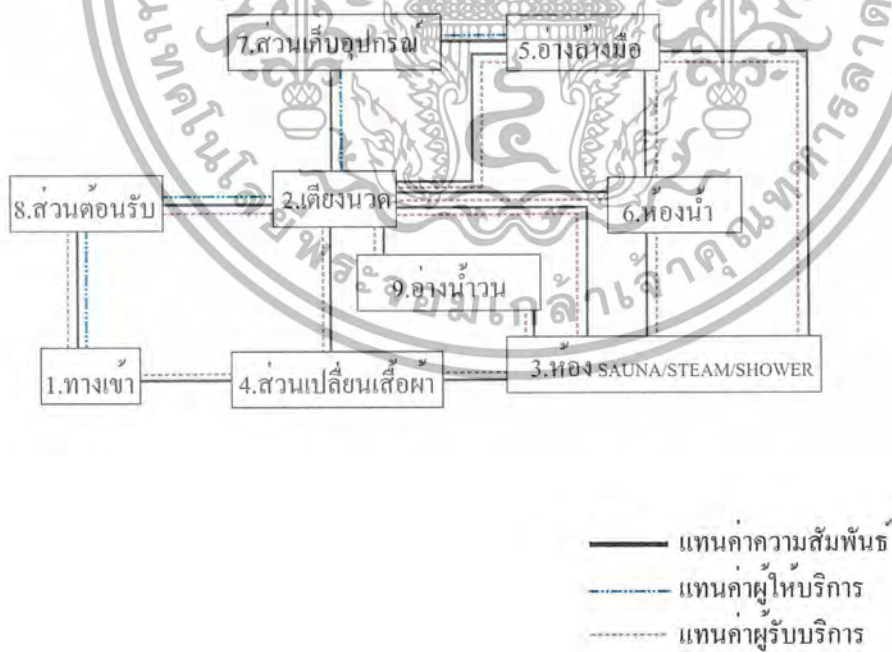 7.ส่วนเก็บอุปกรณ์
5.อ่างล้างมือ
8.ส่วนต้อนรับ
2.เตียงนวด
6.ห้องน้ำ
9.อ่างน้ำวน
1.ทางเข้า
4.ส่วนเปลี่ยนเสื้อผ้า
3.ห้อง SAUNA/STEAM/SHOWER
แทนค่าความสัมพันธ์
แทนค่าผู้ให้บริการ
แทนค่าผู้รับบริการ